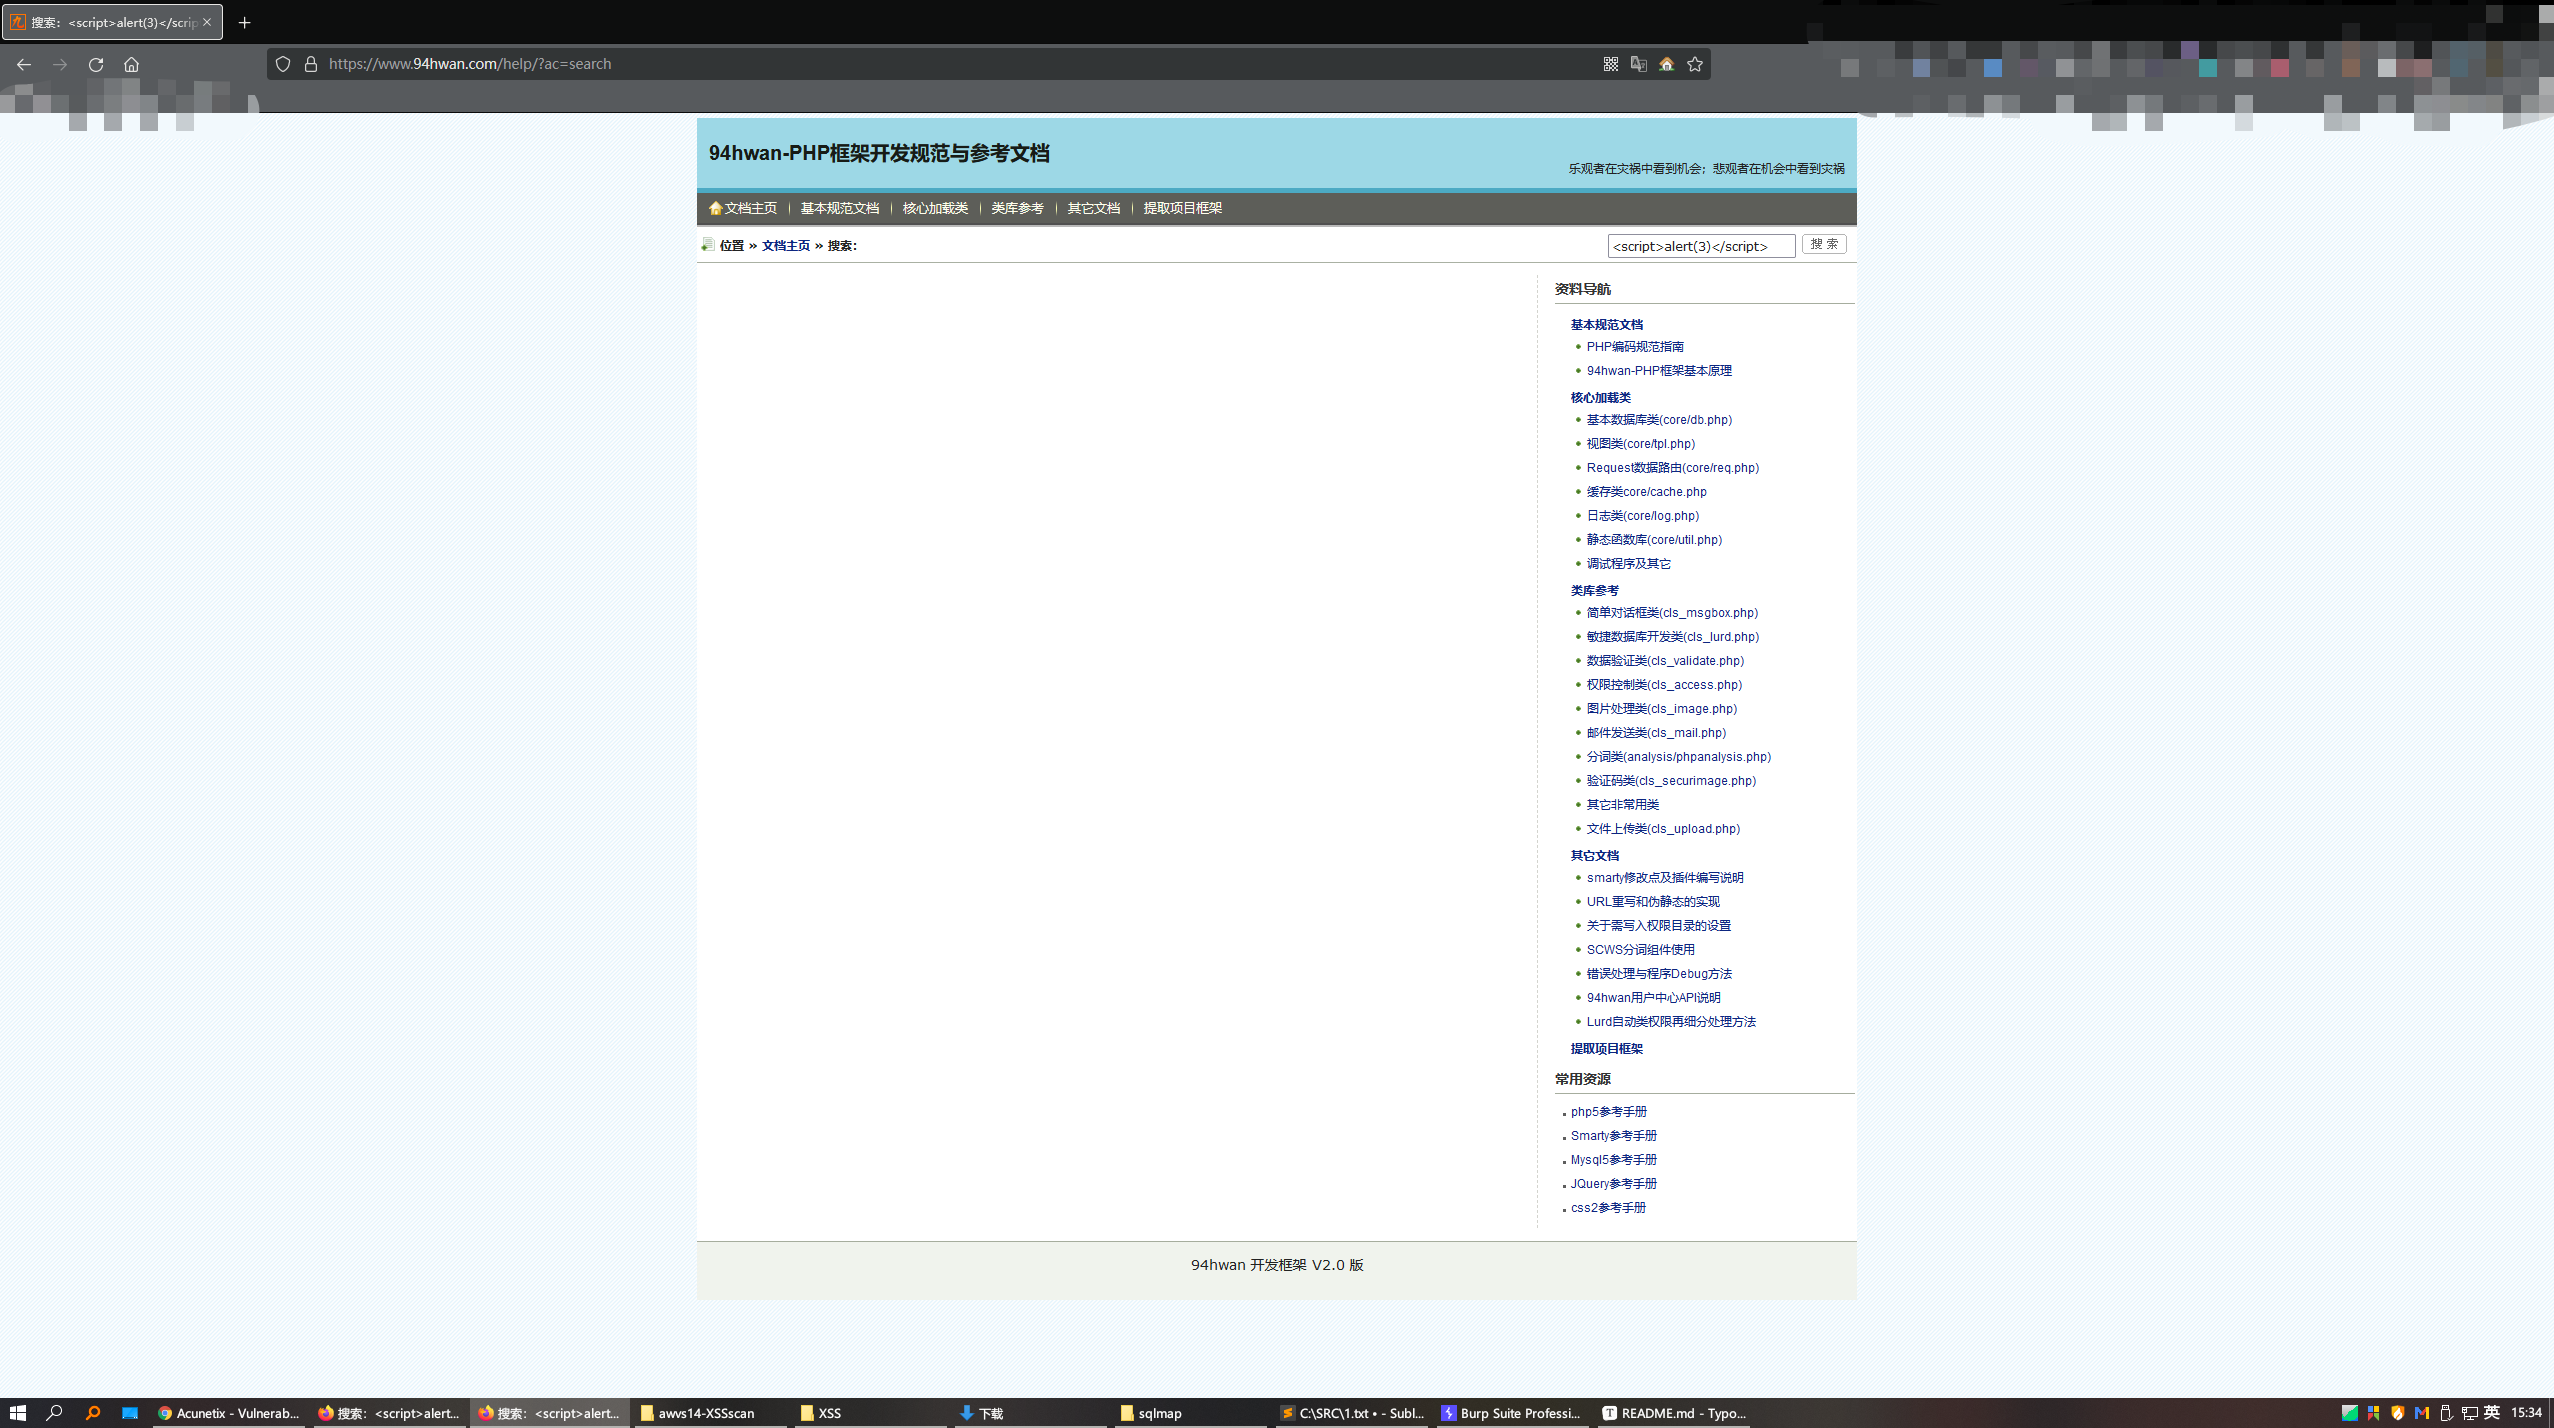 搜索：<script>alert(3)</scrip
https://www.94hwan.com/help/?ac=search
94hwan-PHP框架开发规范与参考文档
乐观者在灾祸中看到机会；悲观者在机会中看到灾祸
文档主页 基本规范文档 核心加载类 类库参考 其它文档 提取项目框架
位置 » 文档主页 » 搜索：
<script>alert(3)</script> 搜 索
资料导航
基本规范文档
PHP编码规范指南
94hwan-PHP框架基本原理
核心加载类
基本数据库类(core/db.php)
视图类(core/tpl.php)
Request数据路由(core/req.php)
缓存类core/cache.php
日志类(core/log.php)
静态函数库(core/util.php)
调试程序及其它
类库参考
简单对话框类(cls_msgbox.php)
敏捷数据库开发类(cls_lurd.php)
数据验证类(cls_validate.php)
权限控制类(cls_access.php)
图片处理类(cls_image.php)
邮件发送类(cls_mail.php)
分词类(analysis/phpanalysis.php)
验证码类(cls_securimage.php)
其它非常用类
文件上传类(cls_upload.php)
其它文档
smarty修改点及插件编写说明
URL重写和伪静态的实现
关于需写入权限目录的设置
SCWS分词组件使用
错误处理与程序Debug方法
94hwan用户中心API说明
Lurd自动类权限再细分处理方法
提取项目框架
常用资源
php5参考手册
Smarty参考手册
Mysql5参考手册
JQuery参考手册
css2参考手册
94hwan 开发框架 V2.0 版
Acunetix - Vulnerab... 搜索：<script>alert... 搜索：<script>alert... awvs14-XSSscan XSS 下载 sqlmap C:\SRC\1.txt • - Subl... Burp Suite Professi... README.md - Typo... 英 15:34